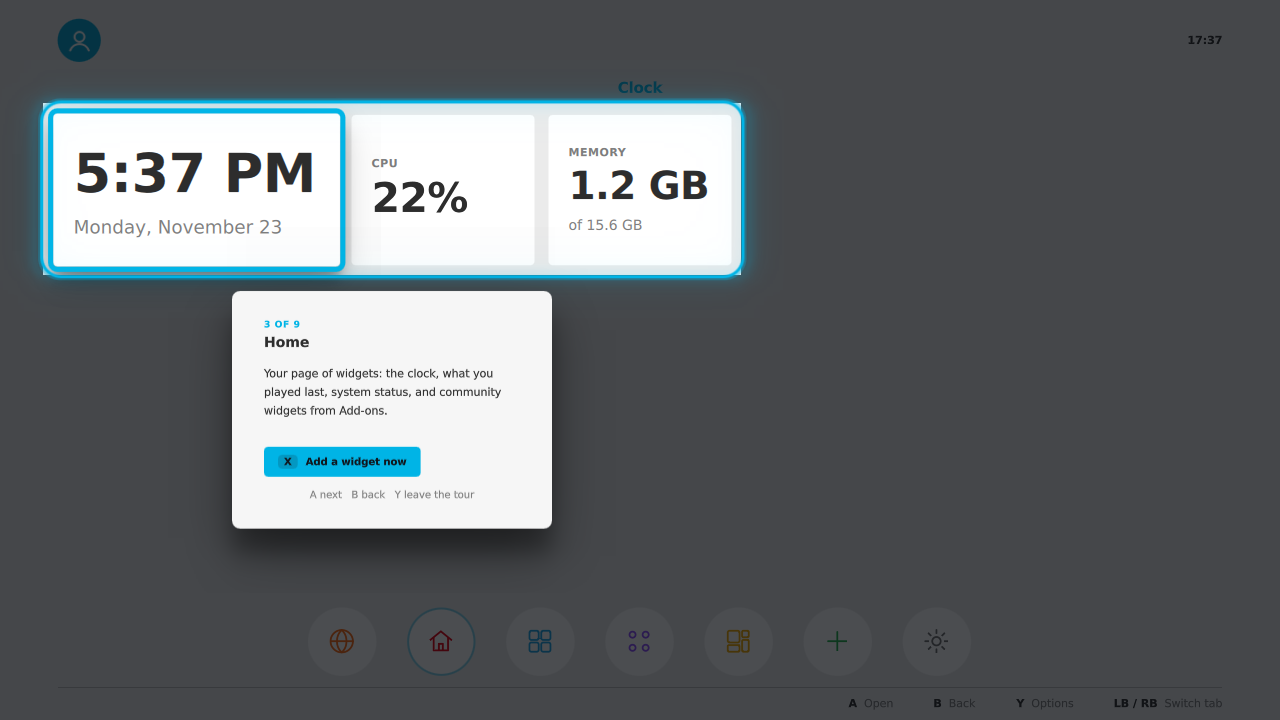 17:37
Clock
5:37 PM
Monday, November 23
CPU
22%
MEMORY
1.2 GB
of 15.6 GB
3 OF 9
Home
Your page of widgets: the clock, what you
played last, system status, and community
widgets from Add-ons.
X Add a widget now
A next B back Y leave the tour
A Open B Back Y Options LB / RB Switch tab